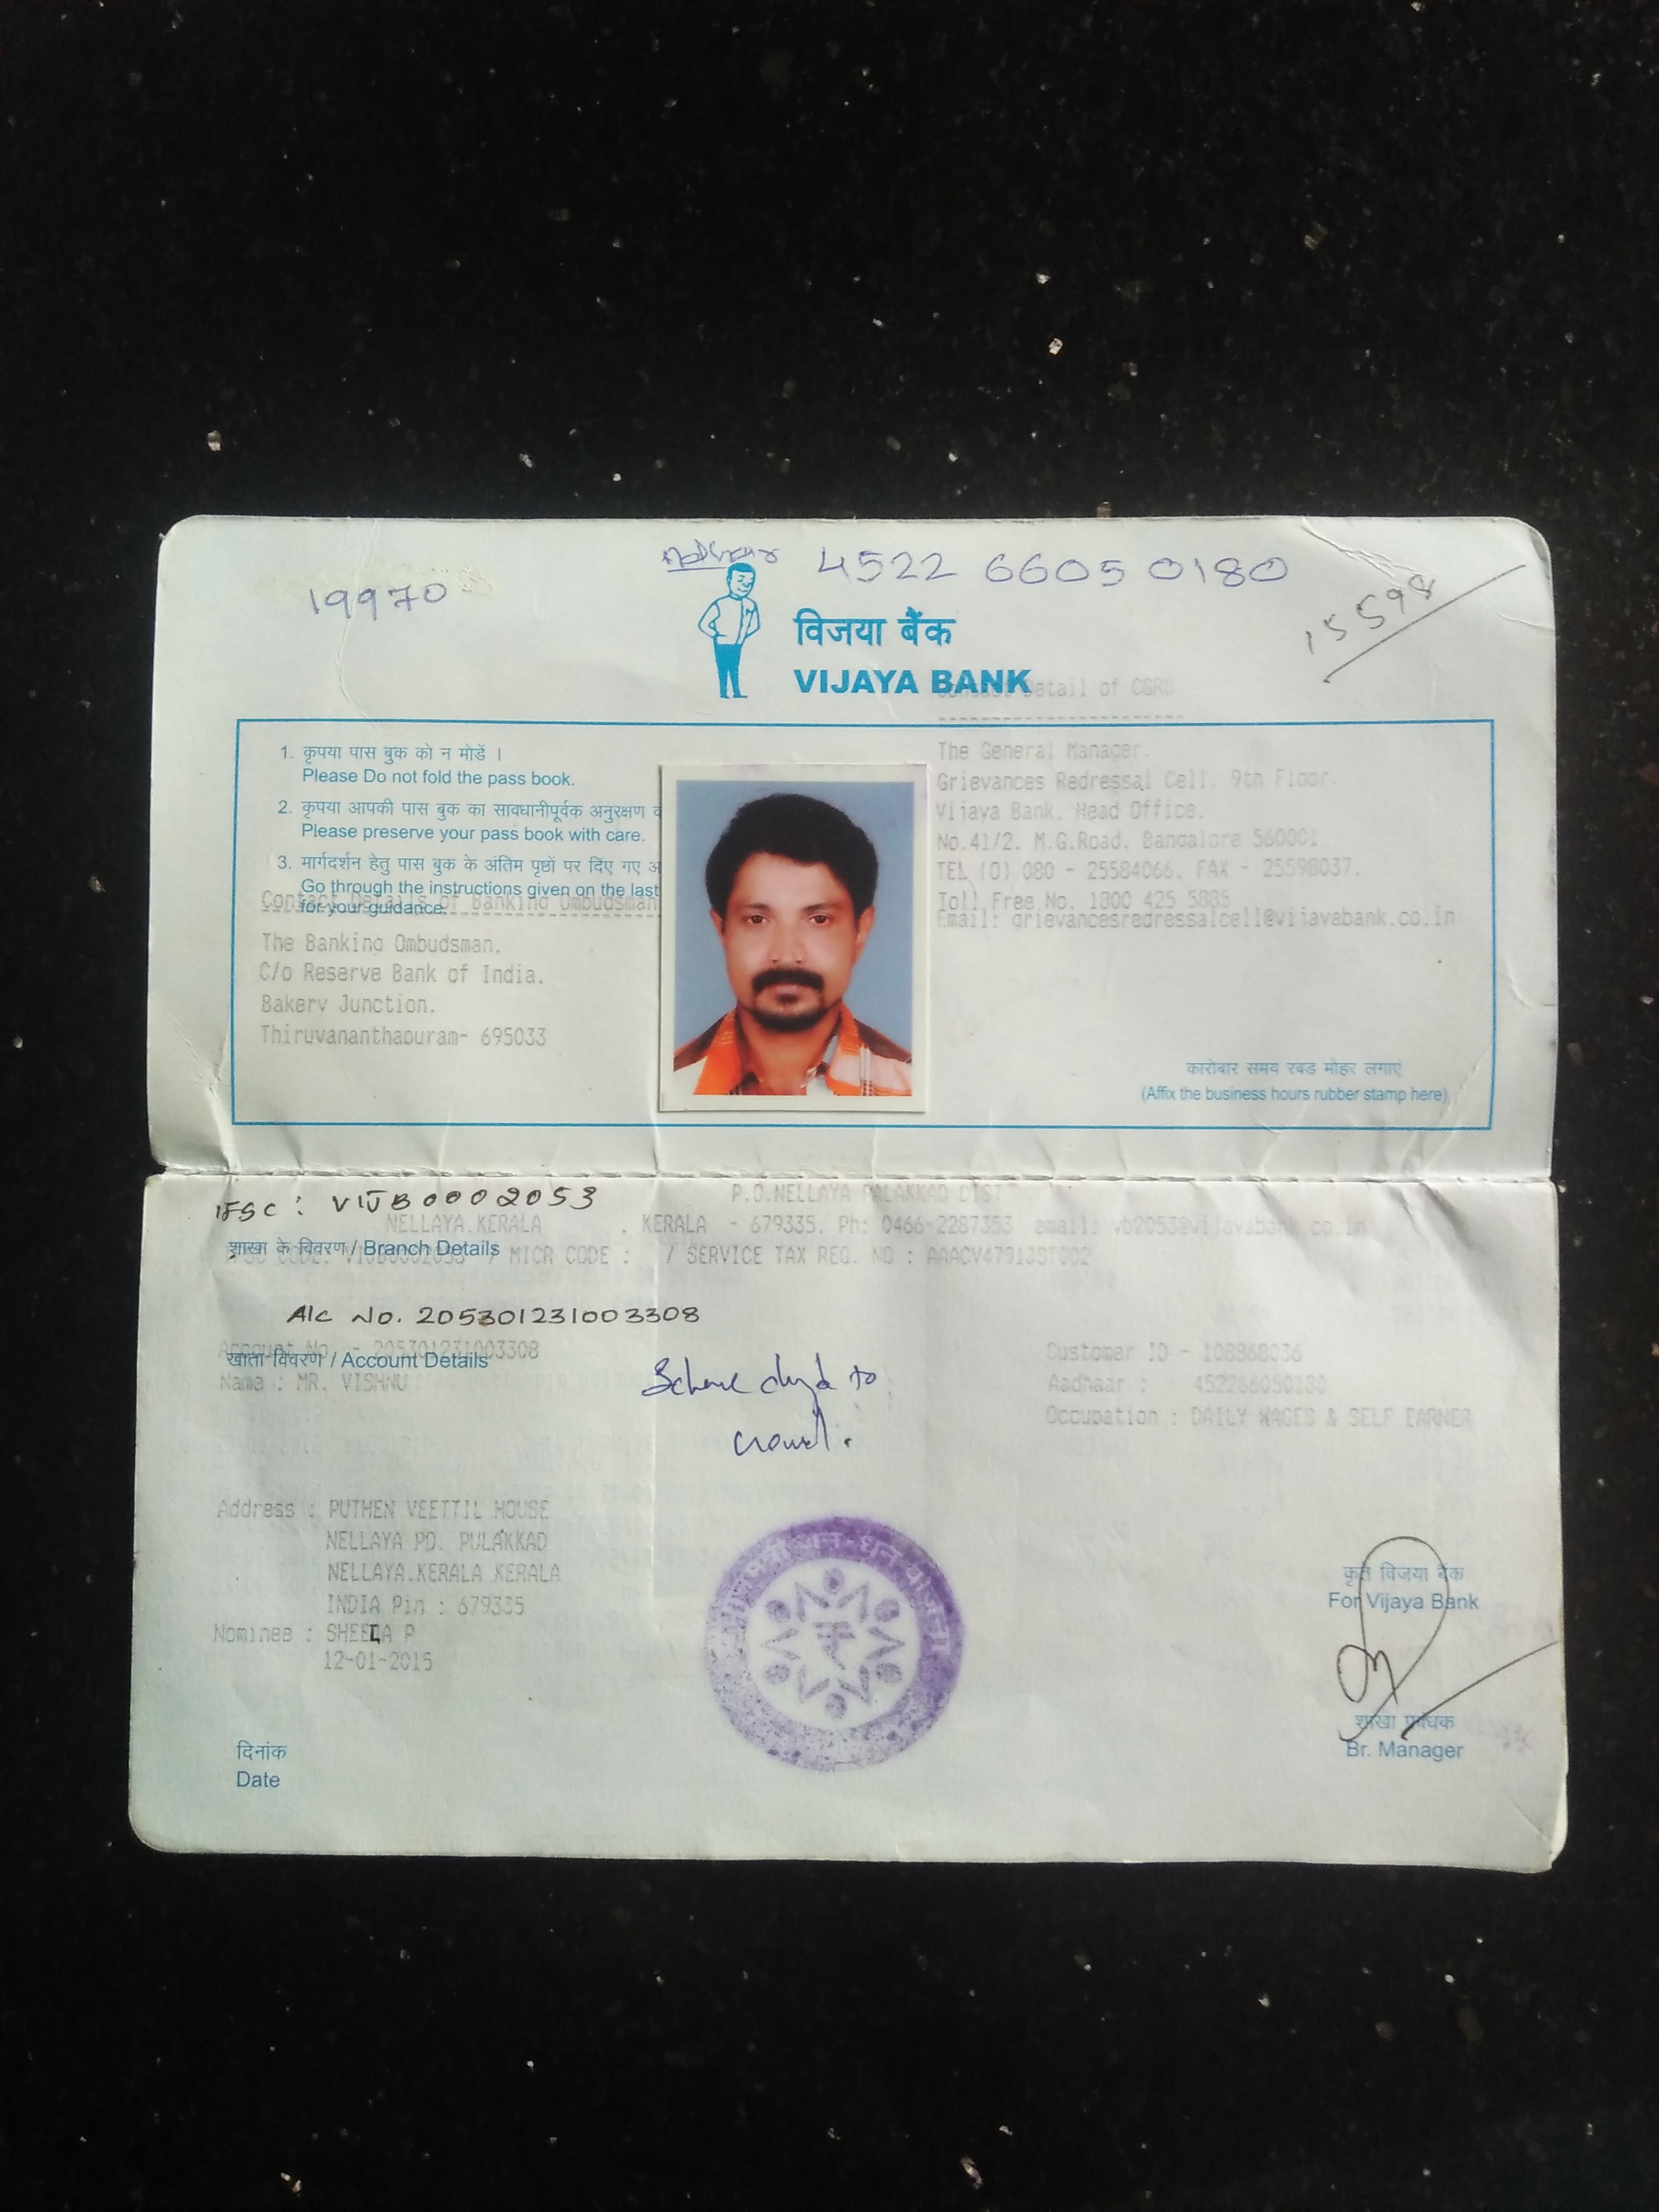 19970
Aadhaar 4522 6605 0180
15598
विजया बैंक
VIJAYA BANK
Detail of CGRO
1. कृपया पास बुक को न मोडें ।
Please Do not fold the pass book.
2. कृपया आपकी पास बुक का सावधानीपूर्वक अनुरक्षण
Please preserve your pass book with care.
3. मार्गदर्शन हेतु पास बुक के अंतिम पृष्ठों पर दिए गए
Go through the instructions given on the last
for your guidance.
Contact Details of Banking Ombudsman
The Banking Ombudsman.
C/o Reserve Bank of India.
Bakery Junction.
Thiruvananthapuram- 695033
The General Manager.
Grievances Redressal Cell. 9th Floor.
Vijaya Bank. Head Office.
No.41/2. M.G.Road. Bangalore 560001
TEL (O) 080 - 25584066. FAX - 25598037.
Toll Free No. 1800 425 5885
Email: grievancesredressalcell@vijayabank.co.in
कारोबार समय रबड मोहर लगाएं
(Affix the business hours rubber stamp here)
IFSC: VIJB0002053
P.O.NELLAYA PALAKKAD DIST
NELLAYA.KERALA . KERALA - 679335. Ph: 0466-2287353 email: vb2053@vijayabank.co.in
शाखा के विवरण / Branch Details
IFSC CODE: VIJB0002053 / MICR CODE : / SERVICE TAX REG. NO : AAACV4791JST002
A/c No. 205301231003308
Account No. - 205301231003308
खाता विवरण / Account Details
Name : MR. VISHNU
Customer ID - 108868036
Aadhaar : 452266050180
Occupation : DAILY WAGES & SELF EARNER
Scheme to
Address : PUTHEN VEETTIL HOUSE
NELLAYA PO. PULAKKAD
NELLAYA.KERALA KERALA
INDIA Pin : 679335
Nominee : SHEELA P
12-01-2015
प्रधान मंत्री जन-धन योजना
कृते विजया बैंक
For Vijaya Bank
शाखा प्रबंधक
Br. Manager
दिनांक
Date